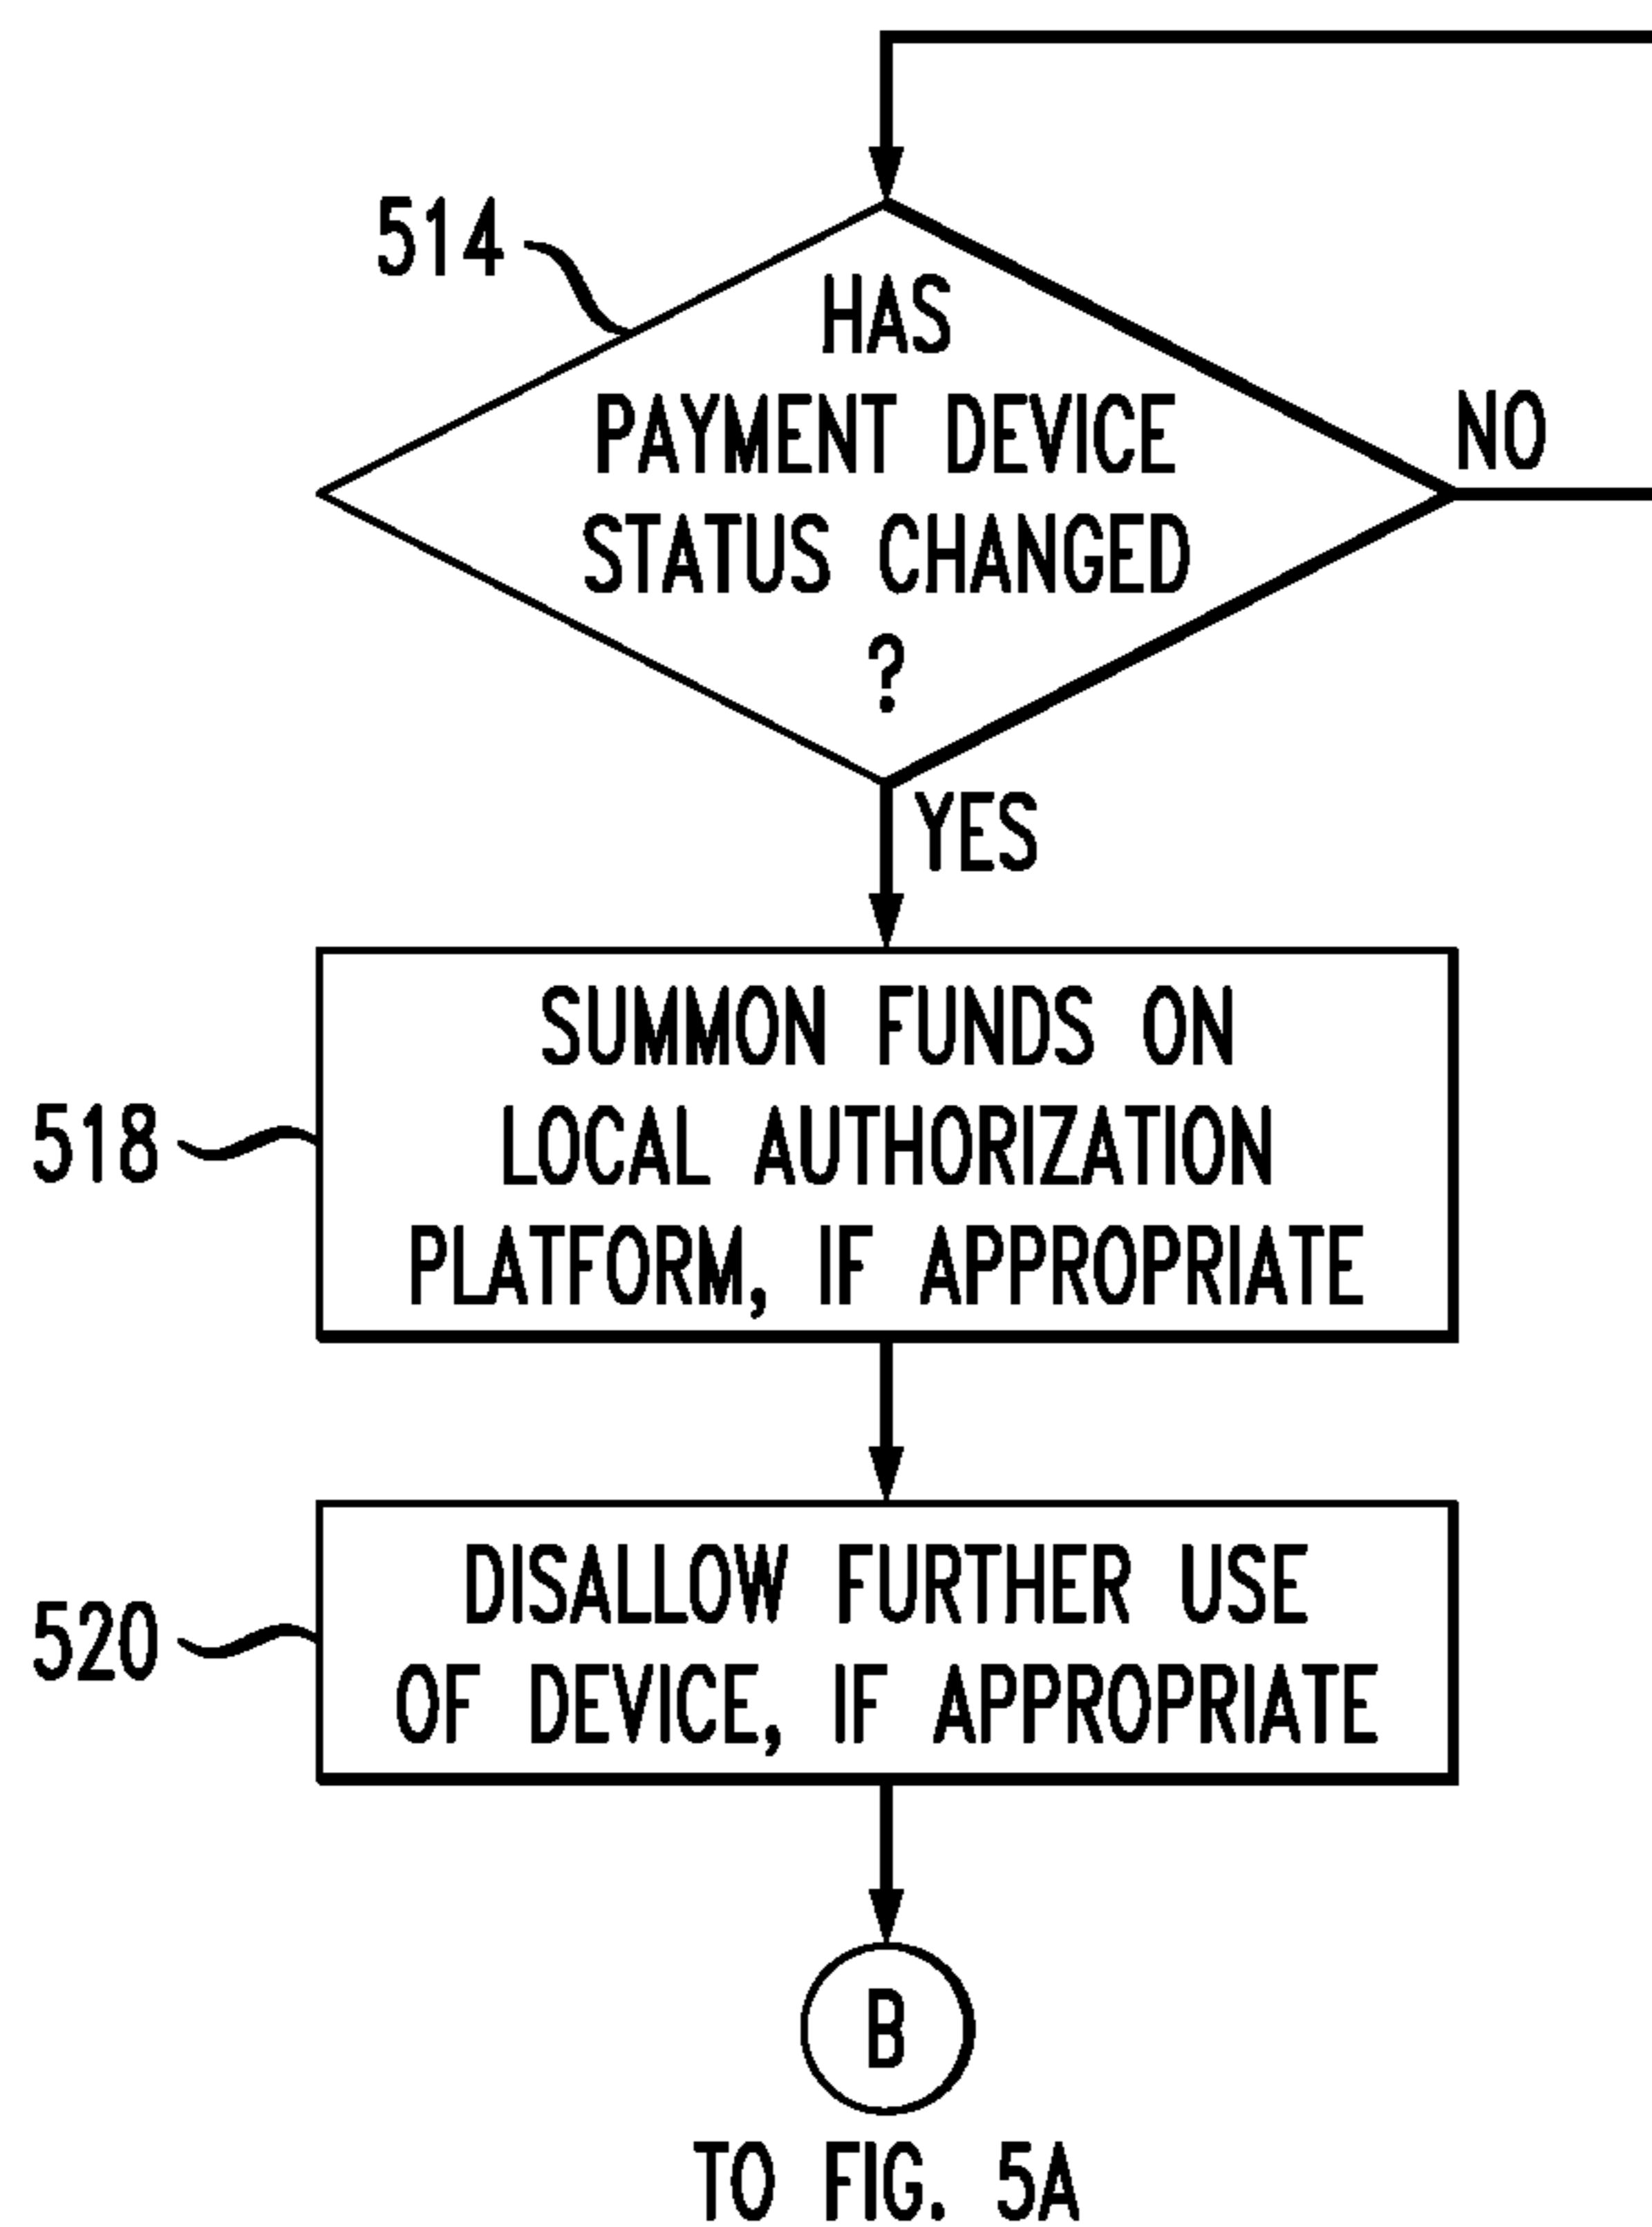 514
HAS
PAYMENT DEVICE
STATUS CHANGED
?
NO
YES
518
SUMMON FUNDS ON
LOCAL AUTHORIZATION
PLATFORM, IF APPROPRIATE
520
DISALLOW FURTHER USE
OF DEVICE, IF APPROPRIATE
B
TO FIG. 5A